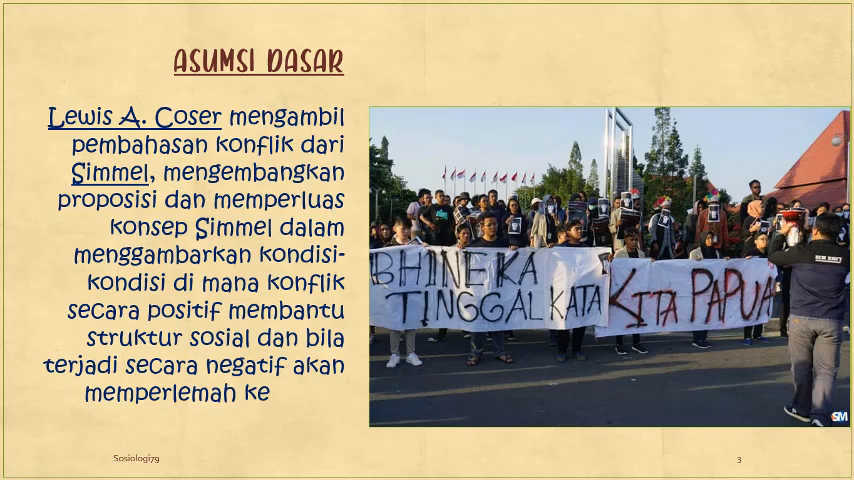 ASUMSI DASAR
Lewis A. Coser mengambil
pembahasan konflik dari
Simmel, mengembangkan
proposisi dan memperluas
konsep Simmel dalam
menggambarkan kondisi-
kondisi di mana konflik
secara positif membantu
struktur sosial dan bila
terjadi secara negatif akan
memperlemah ke
BHINEKA
TINGGAL KATA
KITA PAPUA
SM
Sosiologi79
3